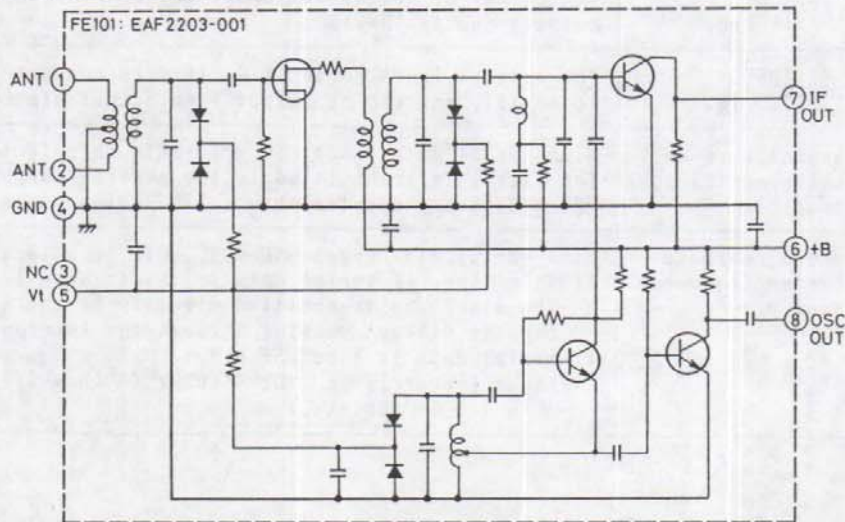 FE101: EAF2203-001
ANT 1
7 IF
OUT
ANT 2
GND 4
6 +B
NC 3
Vt 5
8 OSC
OUT